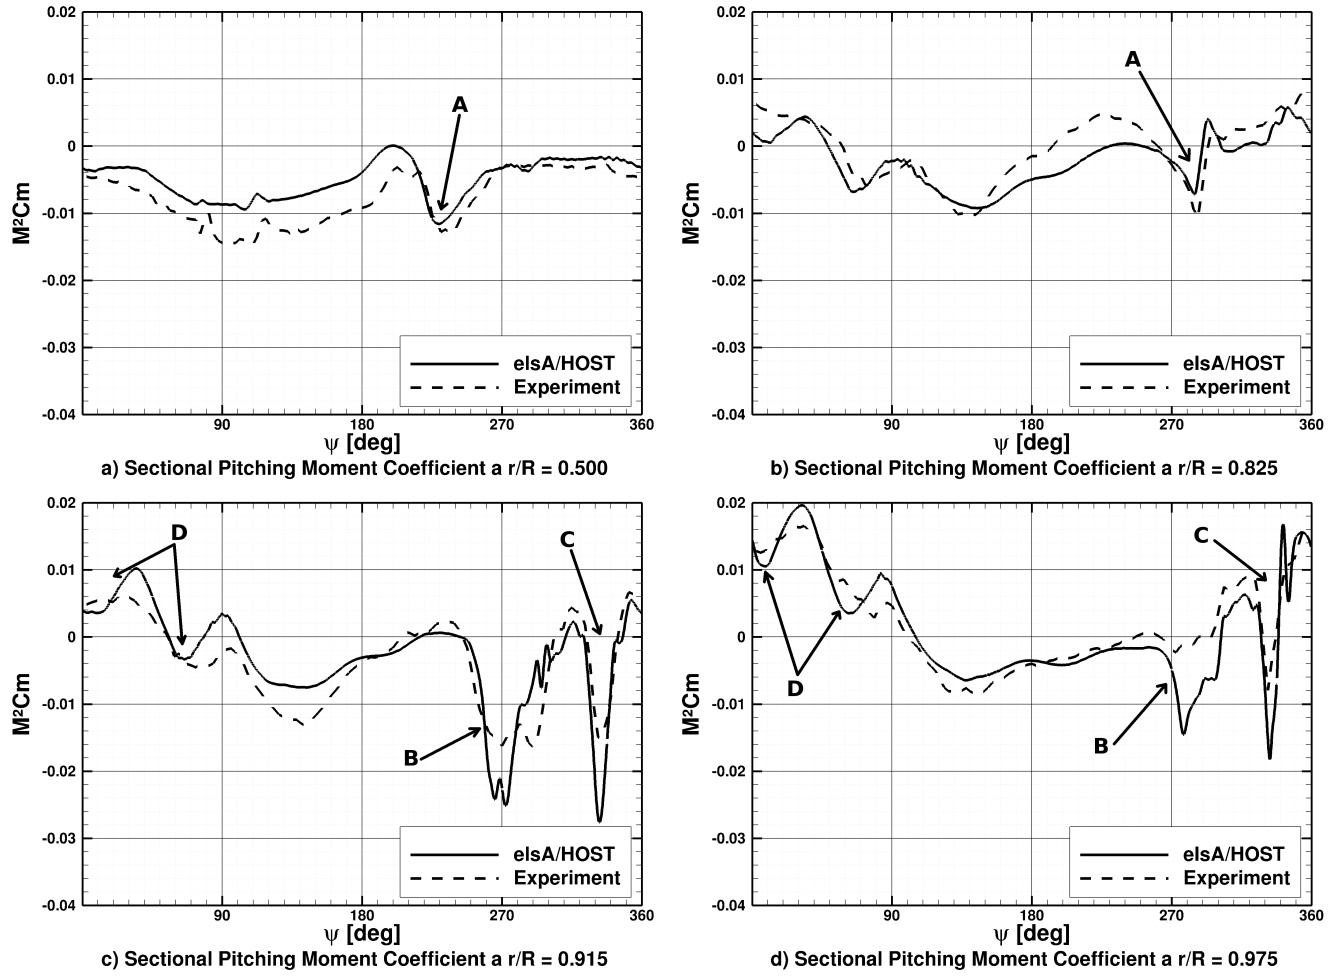 0.02
0.01
0
-0.01
-0.02
-0.03
-0.04
M²Cm
A
elsA/HOST
Experiment
90 180 270 360
ψ [deg]
a) Sectional Pitching Moment Coefficient a r/R = 0.500
0.02
0.01
0
-0.01
-0.02
-0.03
-0.04
M²Cm
A
elsA/HOST
Experiment
90 180 270 360
ψ [deg]
b) Sectional Pitching Moment Coefficient a r/R = 0.825
0.02
0.01
0
-0.01
-0.02
-0.03
-0.04
M²Cm
D
C
B
elsA/HOST
Experiment
90 180 270 360
ψ [deg]
c) Sectional Pitching Moment Coefficient a r/R = 0.915
0.02
0.01
0
-0.01
-0.02
-0.03
-0.04
M²Cm
C
D
B
elsA/HOST
Experiment
90 180 270 360
ψ [deg]
d) Sectional Pitching Moment Coefficient a r/R = 0.975